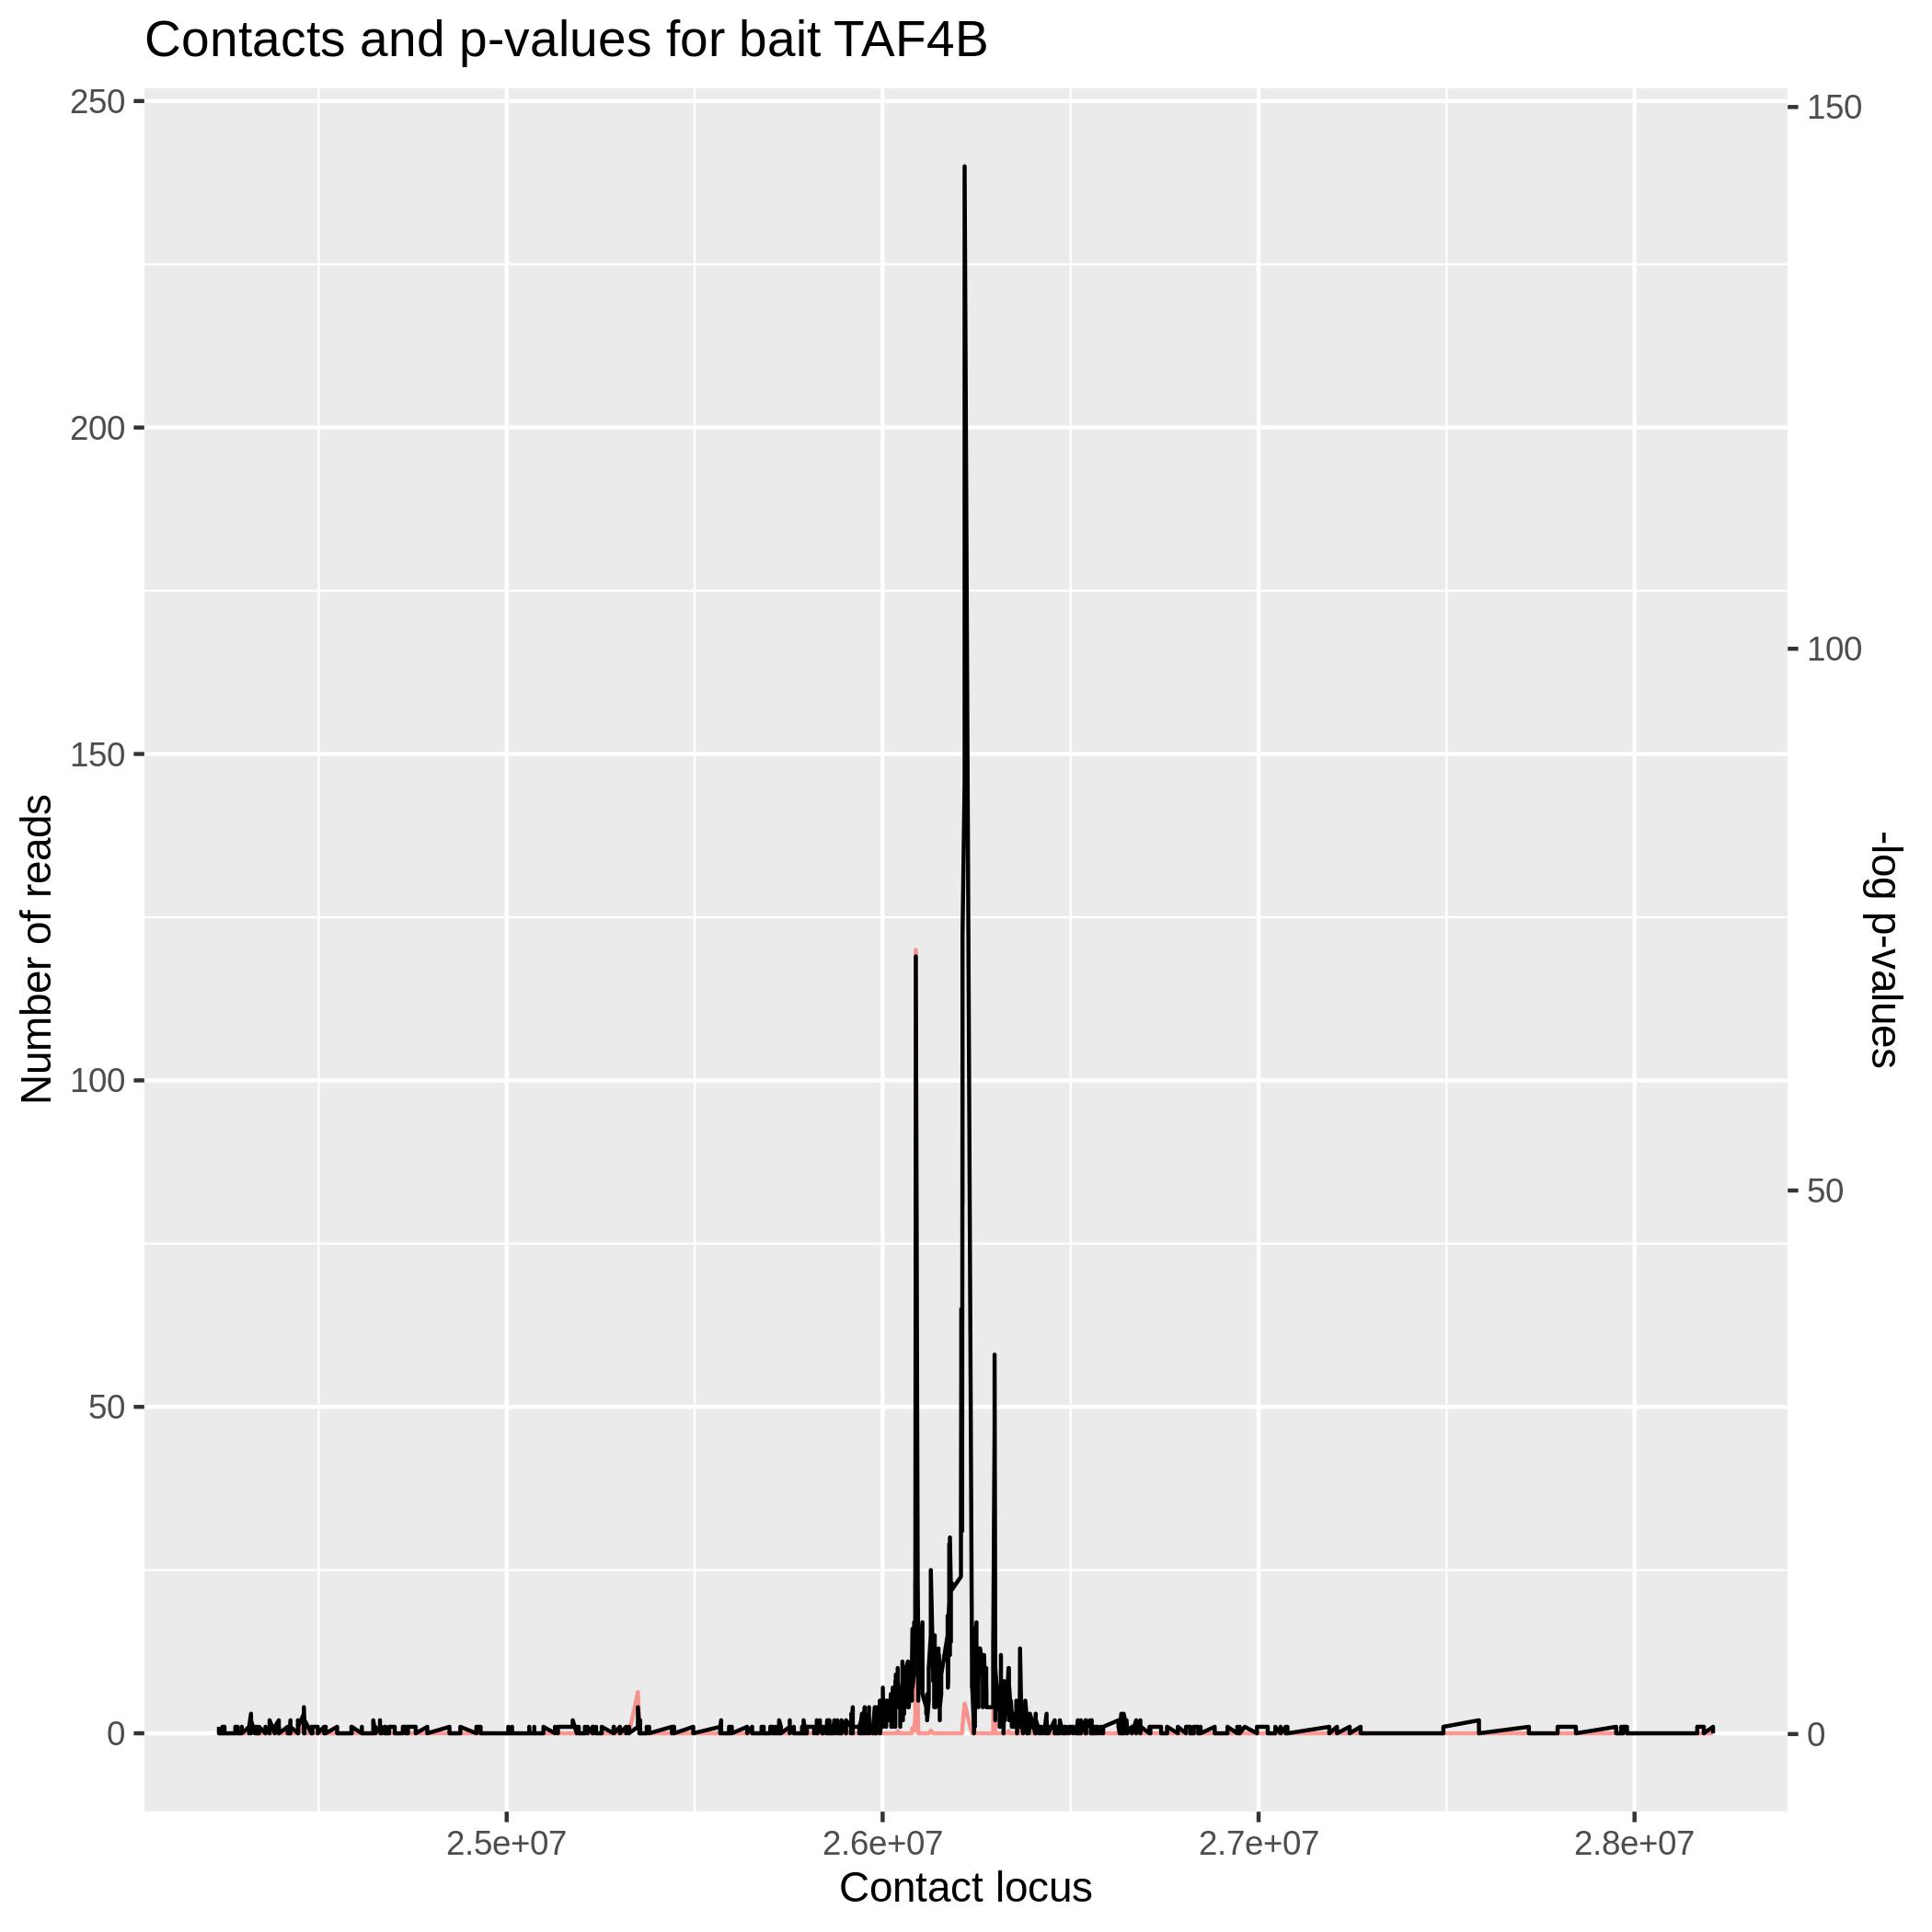 Contacts and p-values for bait TAF4B
250
200
150
100
50
0
Number of reads
150
100
50
0
-log p-values
2.5e+07
2.6e+07
2.7e+07
2.8e+07
Contact locus